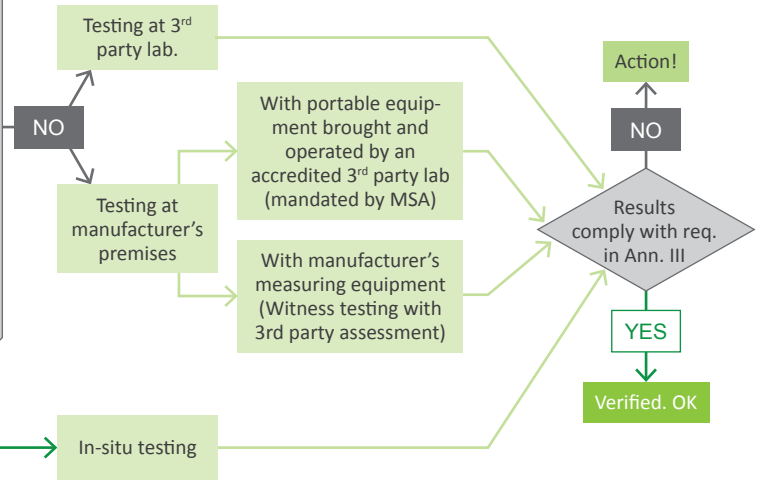 Testing at 3rd
party lab.
NO
Testing at
manufacturer's
premises
With portable equip-
ment brought and
operated by an
accredited 3rd party lab
(mandated by MSA)
With manufacturer's
measuring equipment
(Witness testing with
3rd party assessment)
In-situ testing
Action!
NO
Results
comply with req.
in Ann. III
YES
Verified. OK